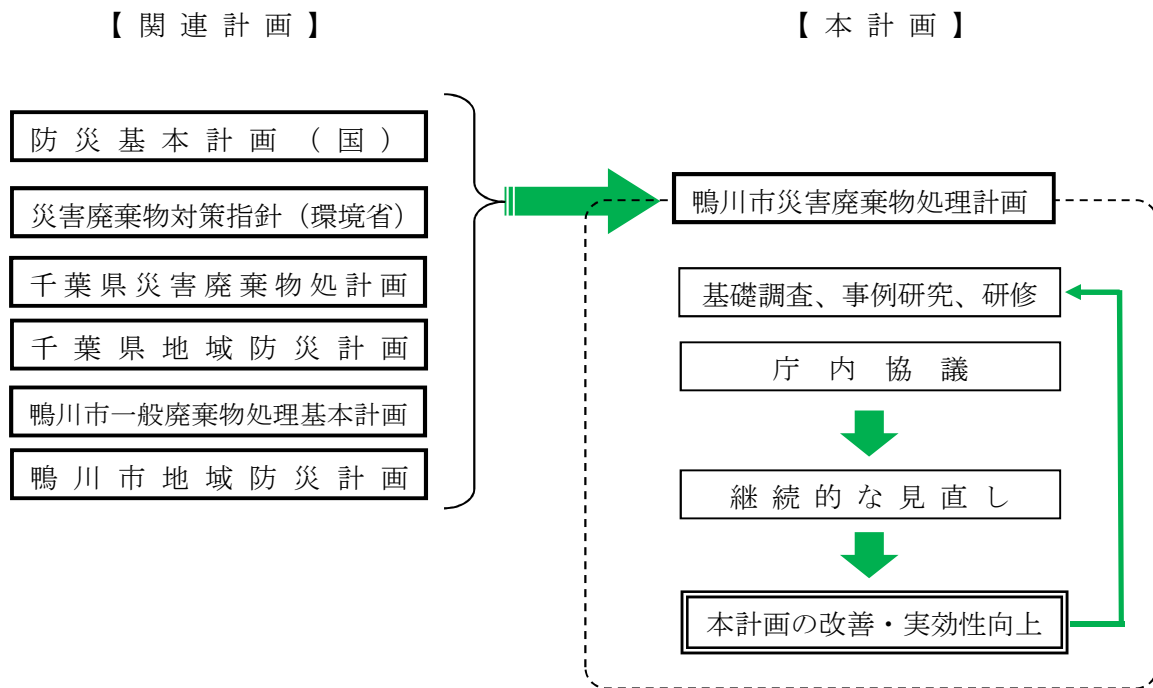 【関連計画】
防災基本計画（国）
災害廃棄物対策指針（環境省）
千葉県災害廃棄物処計画
千葉県地域防災計画
鴨川市一般廃棄物処理基本計画
鴨川市地域防災計画
【本計画】
鴨川市災害廃棄物処理計画
基礎調査、事例研究、研修
庁内協議
継続的な見直し
本計画の改善・実効性向上